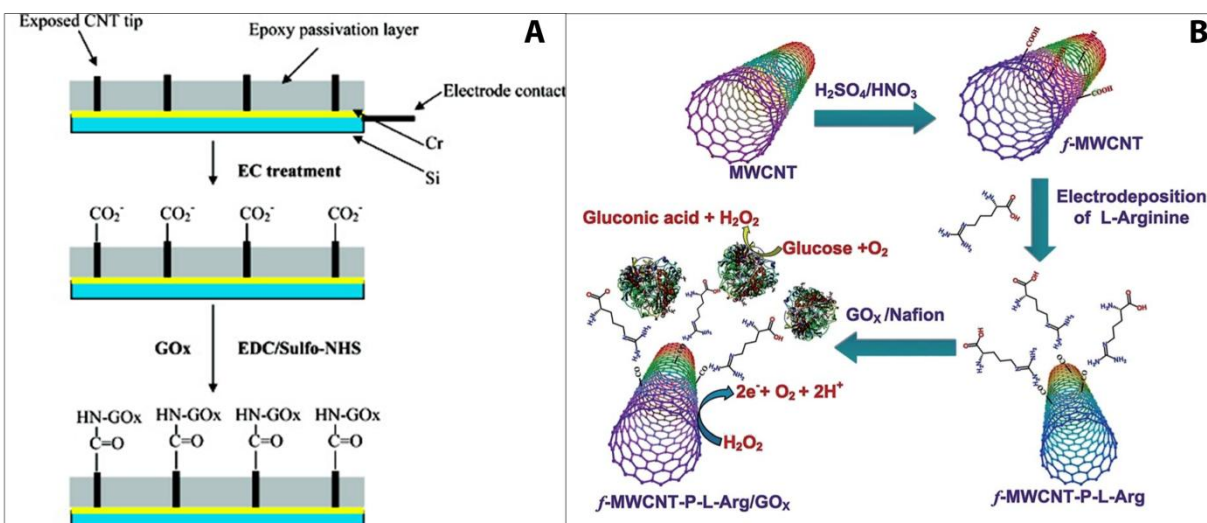 A
Exposed CNT tip
Epoxy passivation layer
Electrode contact
Cr
Si
EC treatment
CO₂⁻ CO₂⁻ CO₂⁻ CO₂⁻
GOx EDC/Sulfo-NHS
HN-GOx HN-GOx HN-GOx HN-GOx
C=O C=O C=O C=O
B
MWCNT
H₂SO₄/HNO₃
COOH
COOH
f-MWCNT
Electrodeposition
of L-Arginine
Gluconic acid + H₂O₂
Glucose +O₂
GOₓ /Nafion
2e⁻+ O₂ + 2H⁺
H₂O₂
f-MWCNT-P-L-Arg/GOₓ
f-MWCNT-P-L-Arg